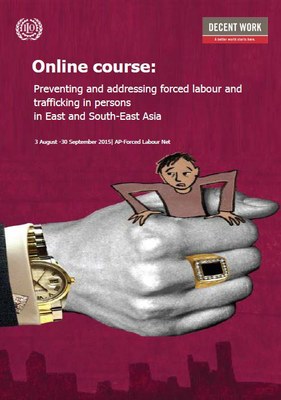 DECENT WORK
A better world starts here.
Online course:
Preventing and addressing forced labour and
trafficking in persons
in East and South-East Asia
3 August -30 September 2015| AP-Forced Labour Net